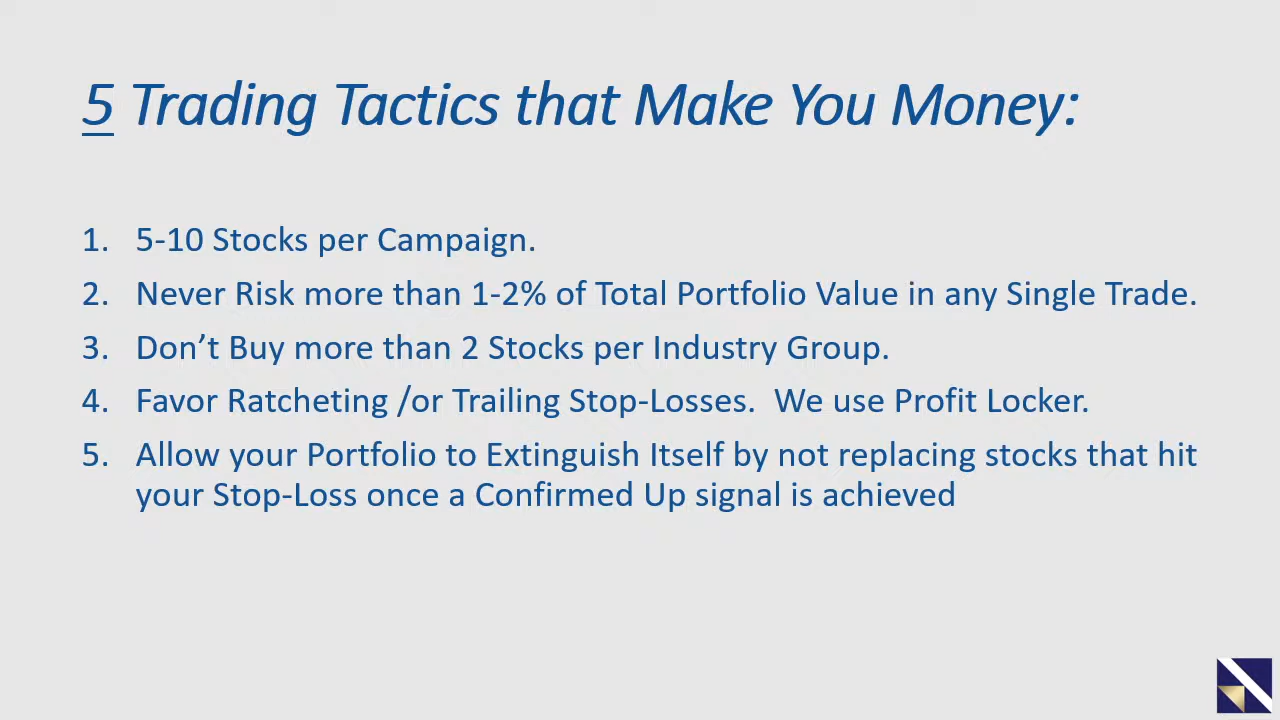 5 Trading Tactics that Make You Money:
1. 5-10 Stocks per Campaign.
2. Never Risk more than 1-2% of Total Portfolio Value in any Single Trade.
3. Don’t Buy more than 2 Stocks per Industry Group.
4. Favor Ratcheting /or Trailing Stop-Losses.  We use Profit Locker.
5. Allow your Portfolio to Extinguish Itself by not replacing stocks that hit
your Stop-Loss once a Confirmed Up signal is achieved